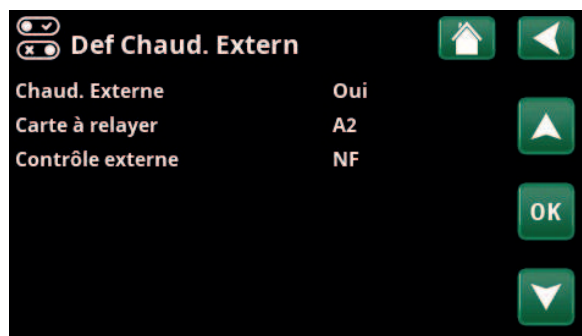 Def Chaud. Extern
Chaud. Externe Oui
Carte à relayer A2
Contrôle externe NF
OK